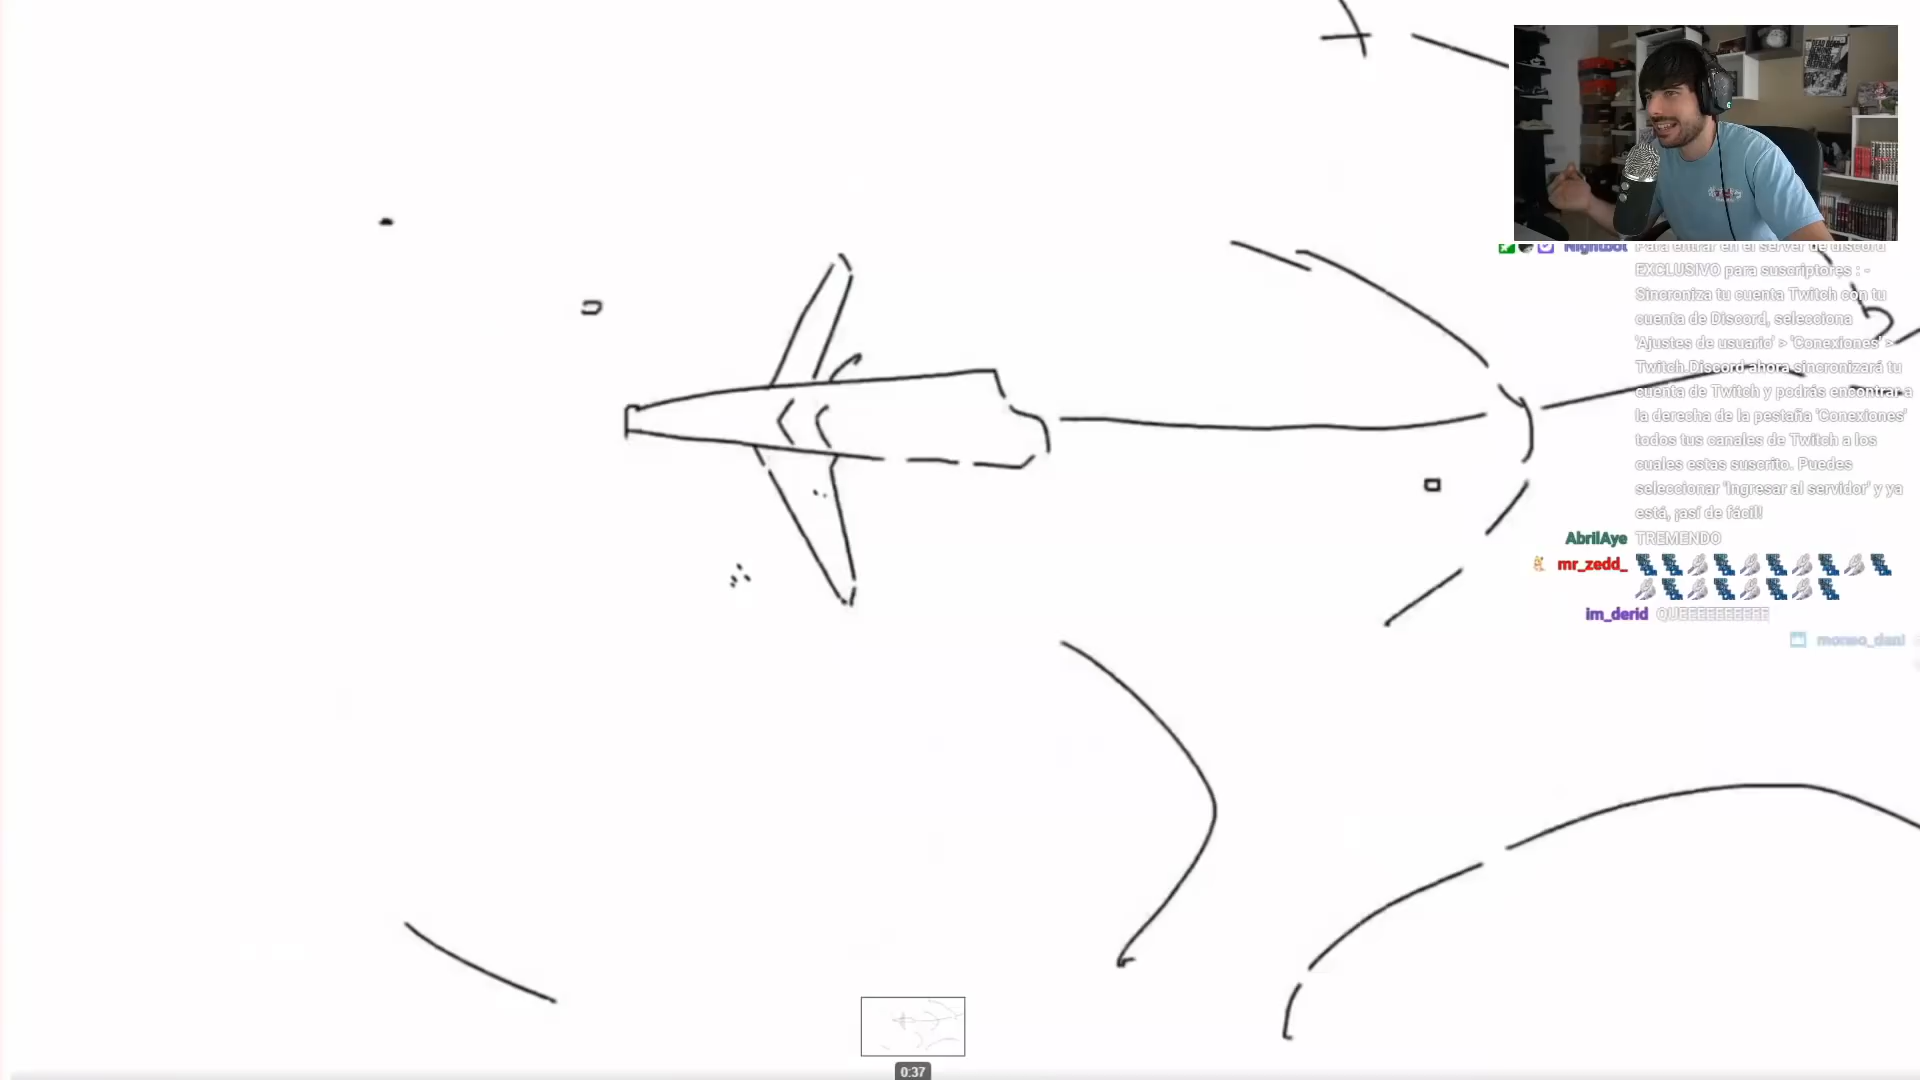 Nightbot Para entrar en el server de discord
EXCLUSIVO para suscriptores : -
Sincroniza tu cuenta Twitch con tu
cuenta de Discord, selecciona
'Ajustes de usuario' > 'Conexiones' >
Twitch.Discord ahora sincronizará tu
cuenta de Twitch y podrás encontrar a
la derecha de la pestaña 'Conexiones'
todos tus canales de Twitch a los
cuales estas suscrito. Puedes
seleccionar 'Ingresar al servidor' y ya
está, ¡así de fácil!
AbrilAye TREMENDO
mr_zedd_
im_derid QUEEEEEEEEEE
0:37